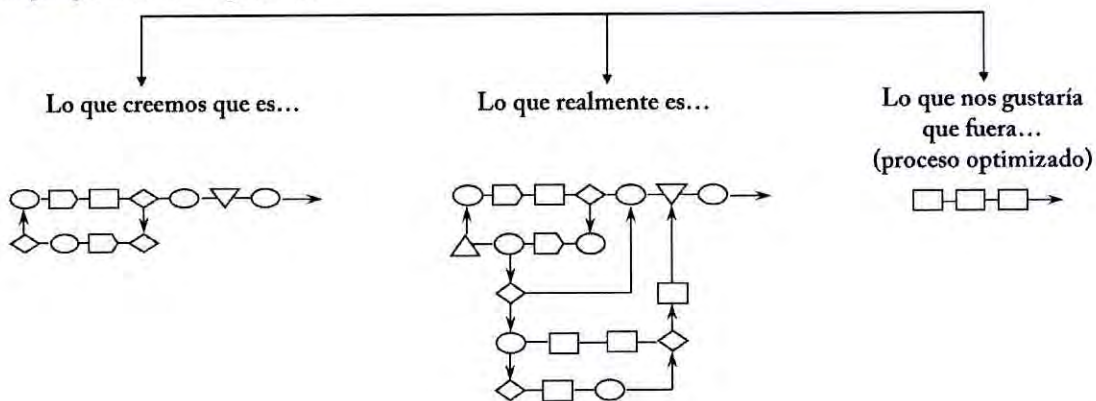 Lo que creemos que es...
Lo que realmente es...
Lo que nos gustaría
que fuera...
(proceso optimizado)